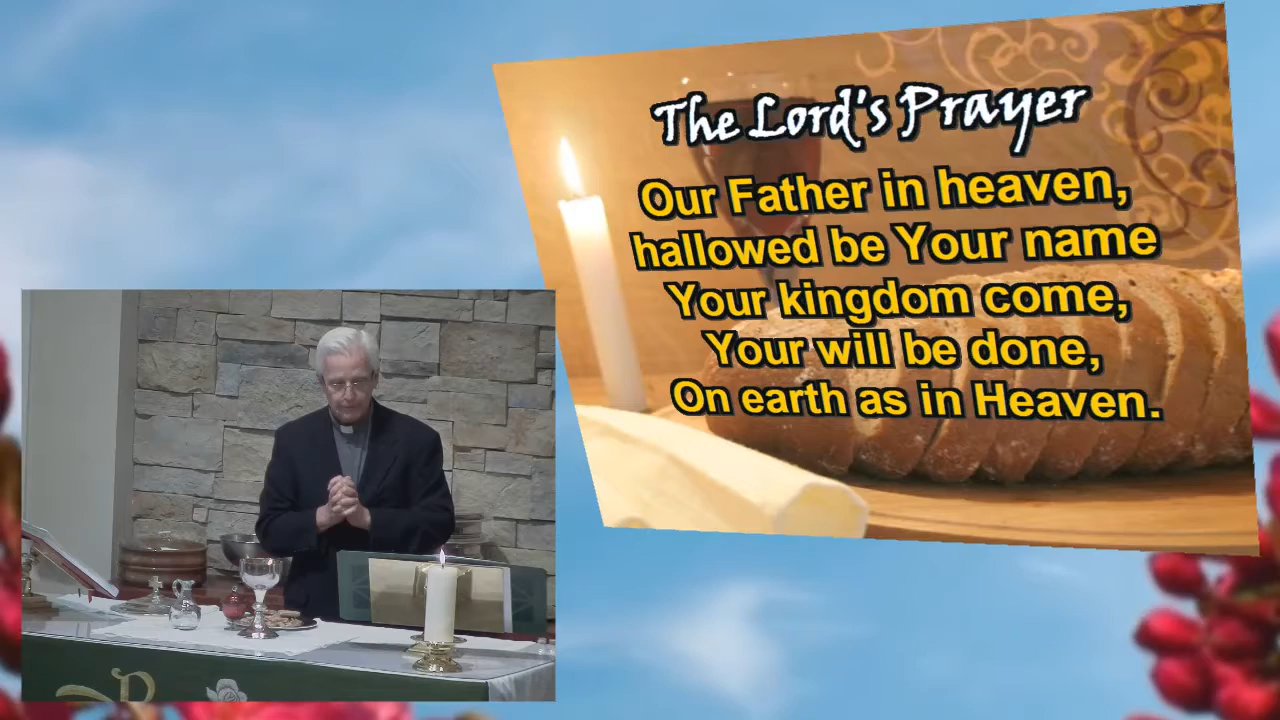 The Lord's Prayer
Our Father in heaven,
hallowed be Your name
Your kingdom come,
Your will be done,
On earth as in Heaven.